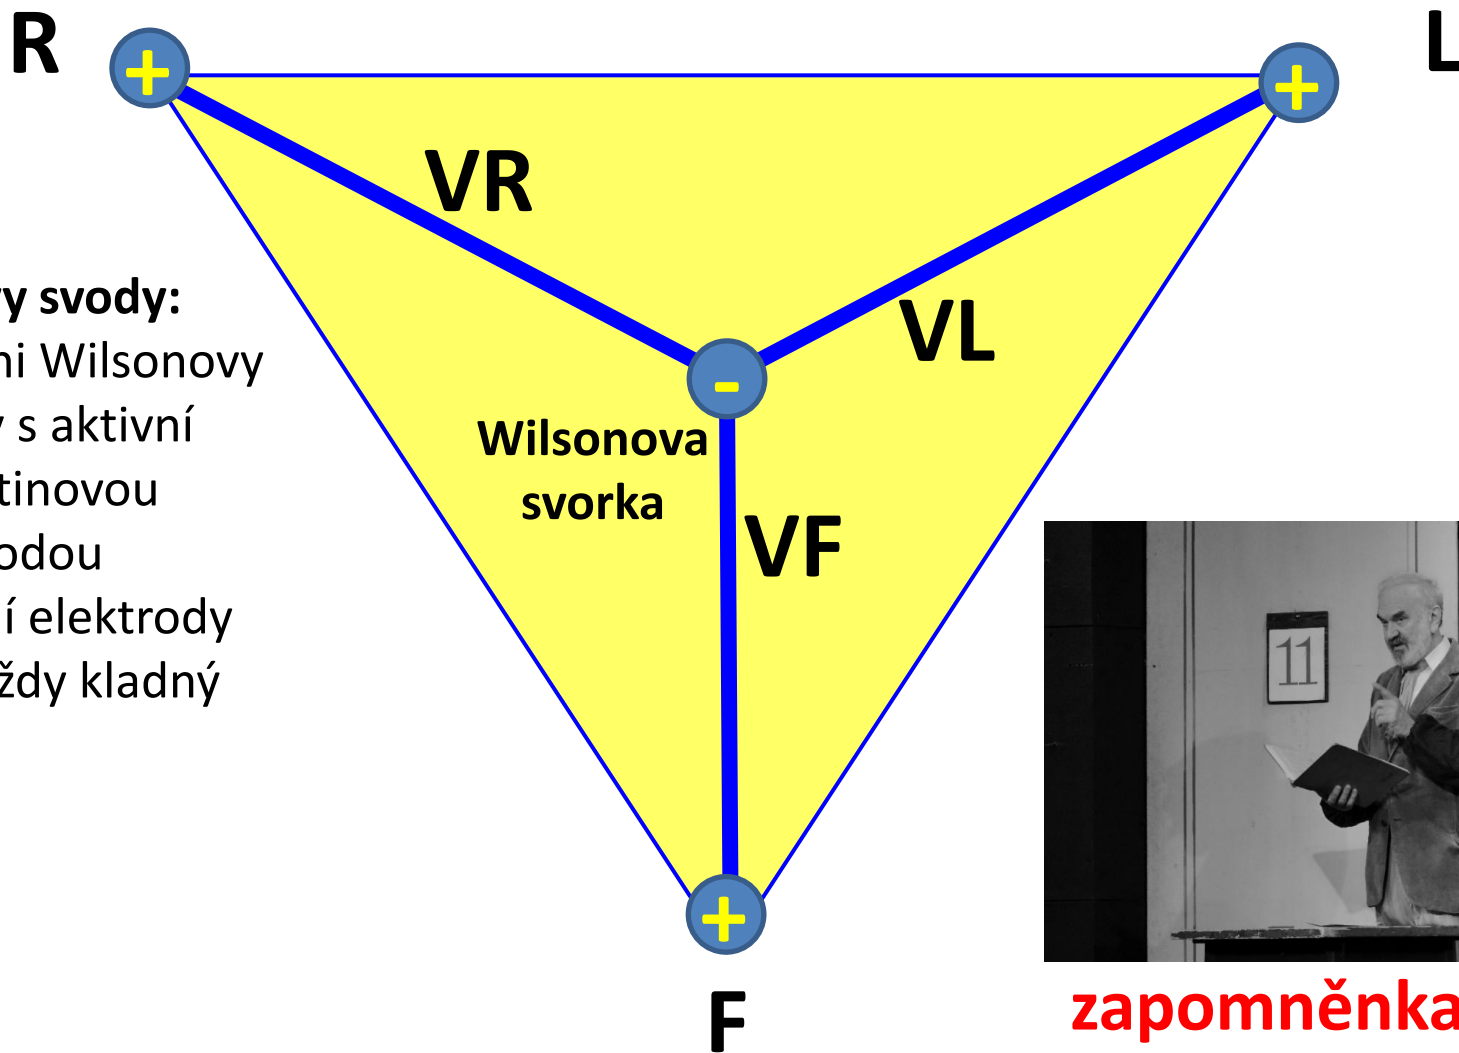 R
L
+
+
VR
VL
y svody:
ni Wilsonovy
y s aktivní
tinovou
odou
í elektrody
ždy kladný
-
Wilsonova
svorka
VF
11
+
F
zapomněnka